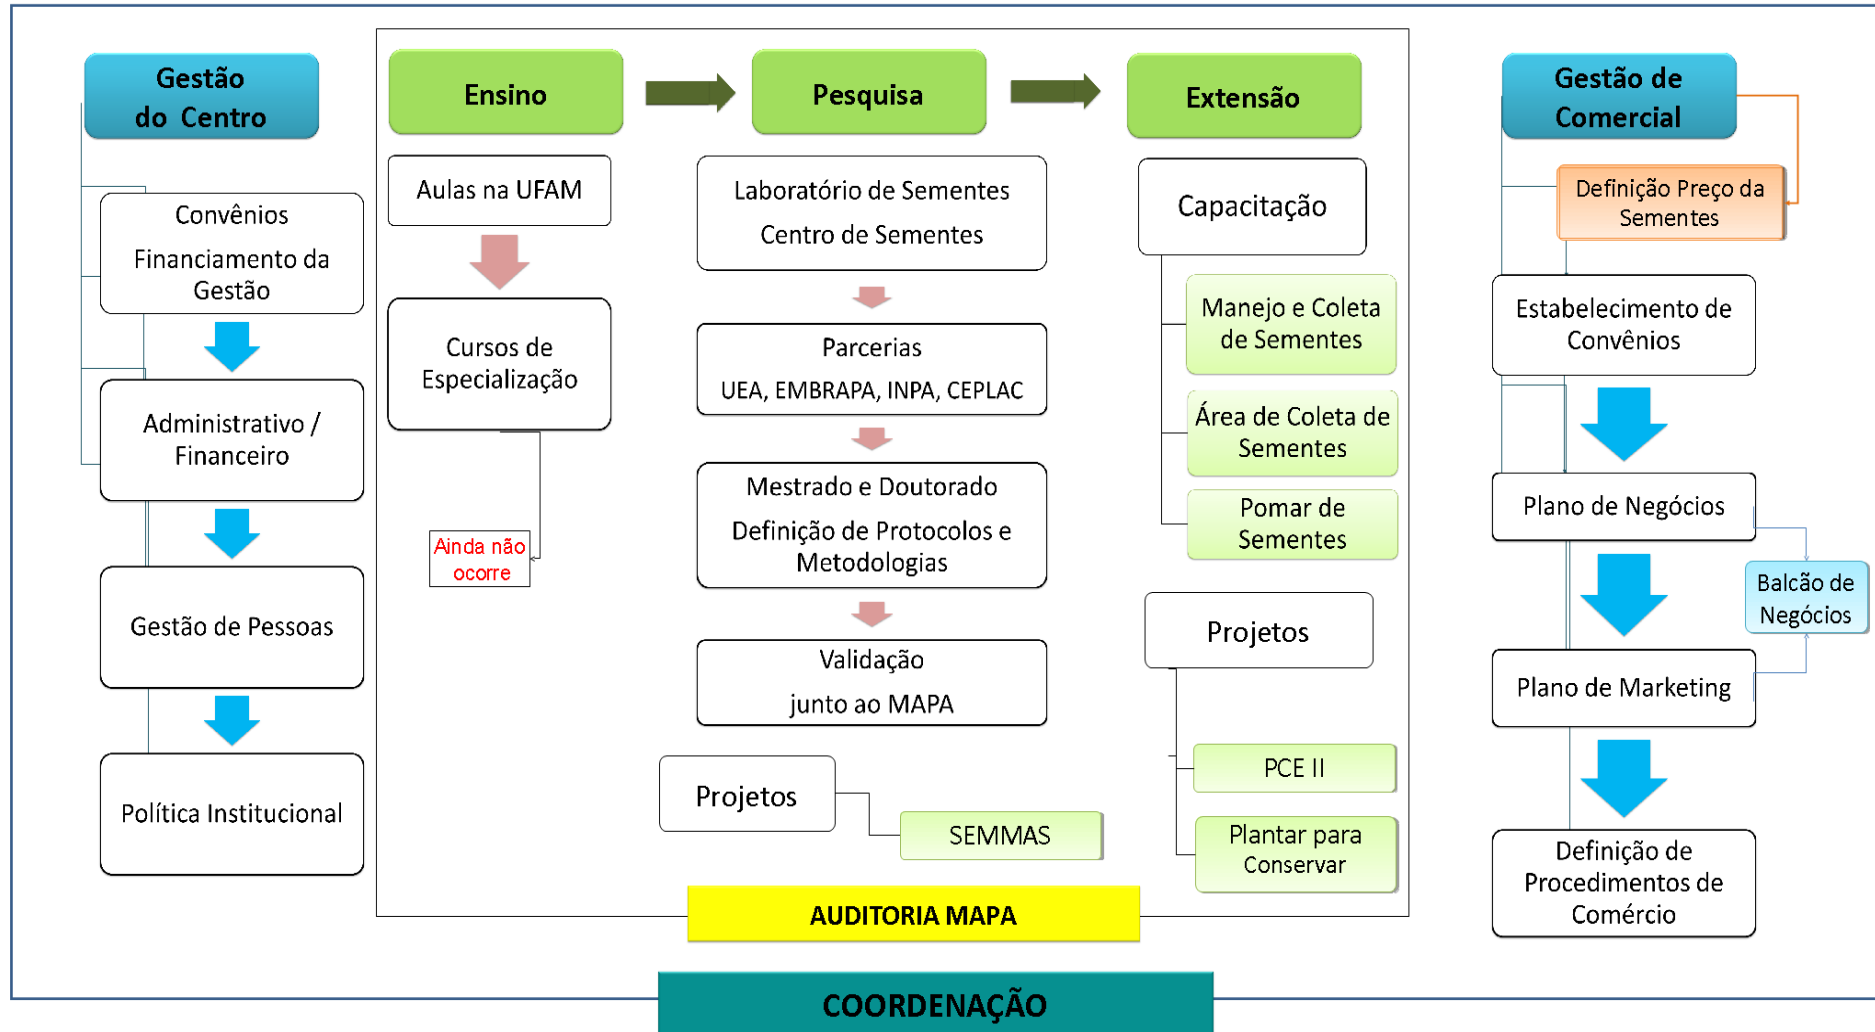 Gestão
do Centro
Convênios
Financiamento da
Gestão
Administrativo /
Financeiro
Gestão de Pessoas
Política Institucional
Ensino
Aulas na UFAM
Cursos de
Especialização
Ainda não
ocorre
Pesquisa
Laboratório de Sementes
Centro de Sementes
Parcerias
UEA, EMBRAPA, INPA, CEPLAC
Mestrado e Doutorado
Definição de Protocolos e
Metodologias
Validação
junto ao MAPA
Projetos
SEMMAS
Extensão
Capacitação
Manejo e Coleta
de Sementes
Área de Coleta de
Sementes
Pomar de
Sementes
Projetos
PCE II
Plantar para
Conservar
Gestão de
Comercial
Definição Preço da
Sementes
Estabelecimento de
Convênios
Plano de Negócios
Balcão de
Negócios
Plano de Marketing
Definição de
Procedimentos de
Comércio
AUDITORIA MAPA
COORDENAÇÃO